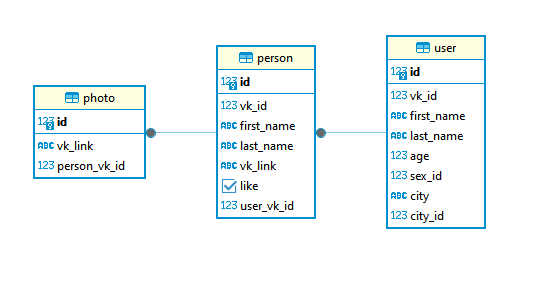 photo
123 id
ABC vk_link
123 person_vk_id
person
123 id
123 vk_id
ABC first_name
ABC last_name
ABC vk_link
like
123 user_vk_id
user
123 id
123 vk_id
ABC first_name
ABC last_name
123 age
123 sex_id
ABC city
123 city_id